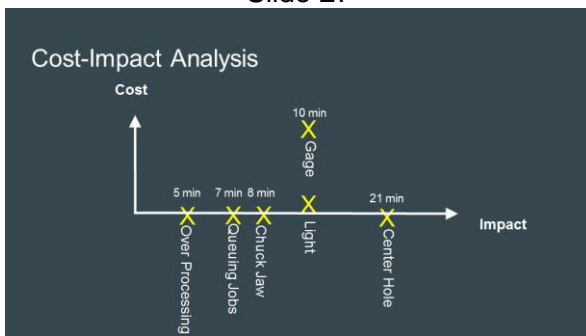 Slide 27
Cost-Impact Analysis
Cost
10 min
Gage
5 min
7 min
8 min
21 min
Impact
Over Processing
Queuing Jobs
Chuck Jaw
Light
Center Hole